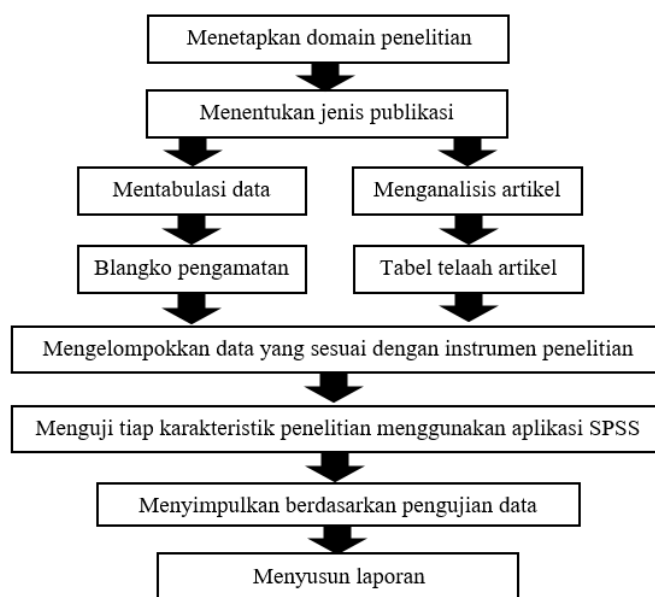 Menetapkan domain penelitian
Menentukan jenis publikasi
Mentabulasi data
Menganalisis artikel
Blangko pengamatan
Tabel telaah artikel
Mengelompokkan data yang sesuai dengan instrumen penelitian
Menguji tiap karakteristik penelitian menggunakan aplikasi SPSS
Menyimpulkan berdasarkan pengujian data
Menyusun laporan